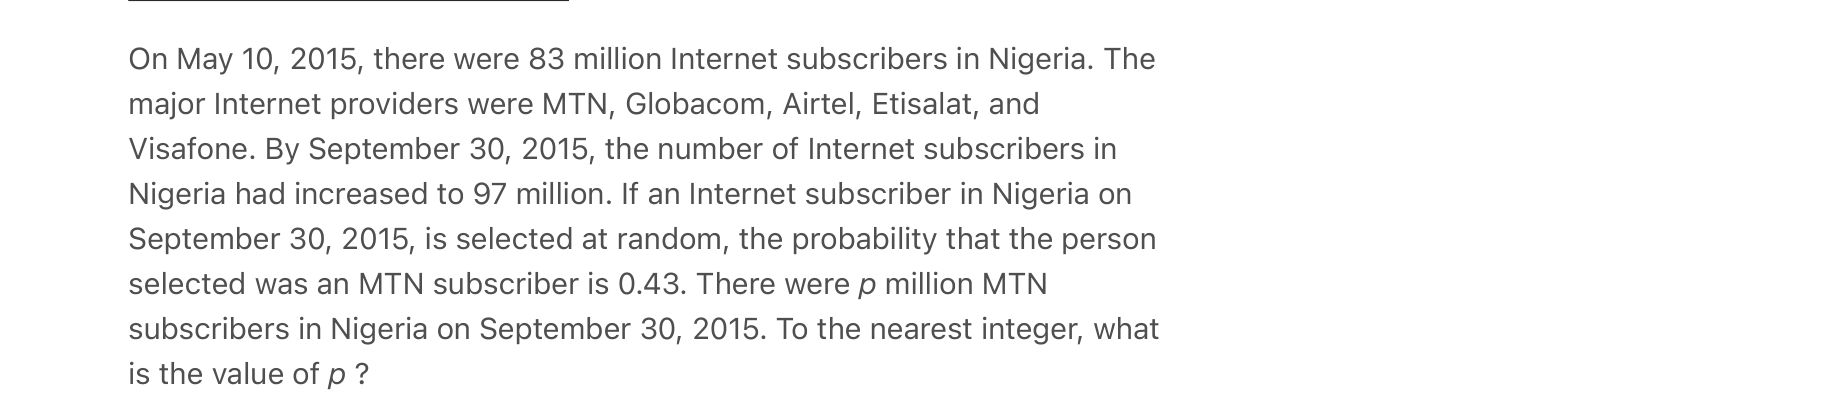 On May 10, 2015, there were 83 million Internet subscribers in Nigeria. The
major Internet providers were MTN, Globacom, Airtel, Etisalat, and
Visafone. By September 30, 2015, the number of Internet subscribers in
Nigeria had increased to 97 million. If an Internet subscriber in Nigeria on
September 30, 2015, is selected at random, the probability that the person
selected was an MTN subscriber is 0.43. There were p million MTN
subscribers in Nigeria on September 30, 2015. To the nearest integer, what
is the value of p ?